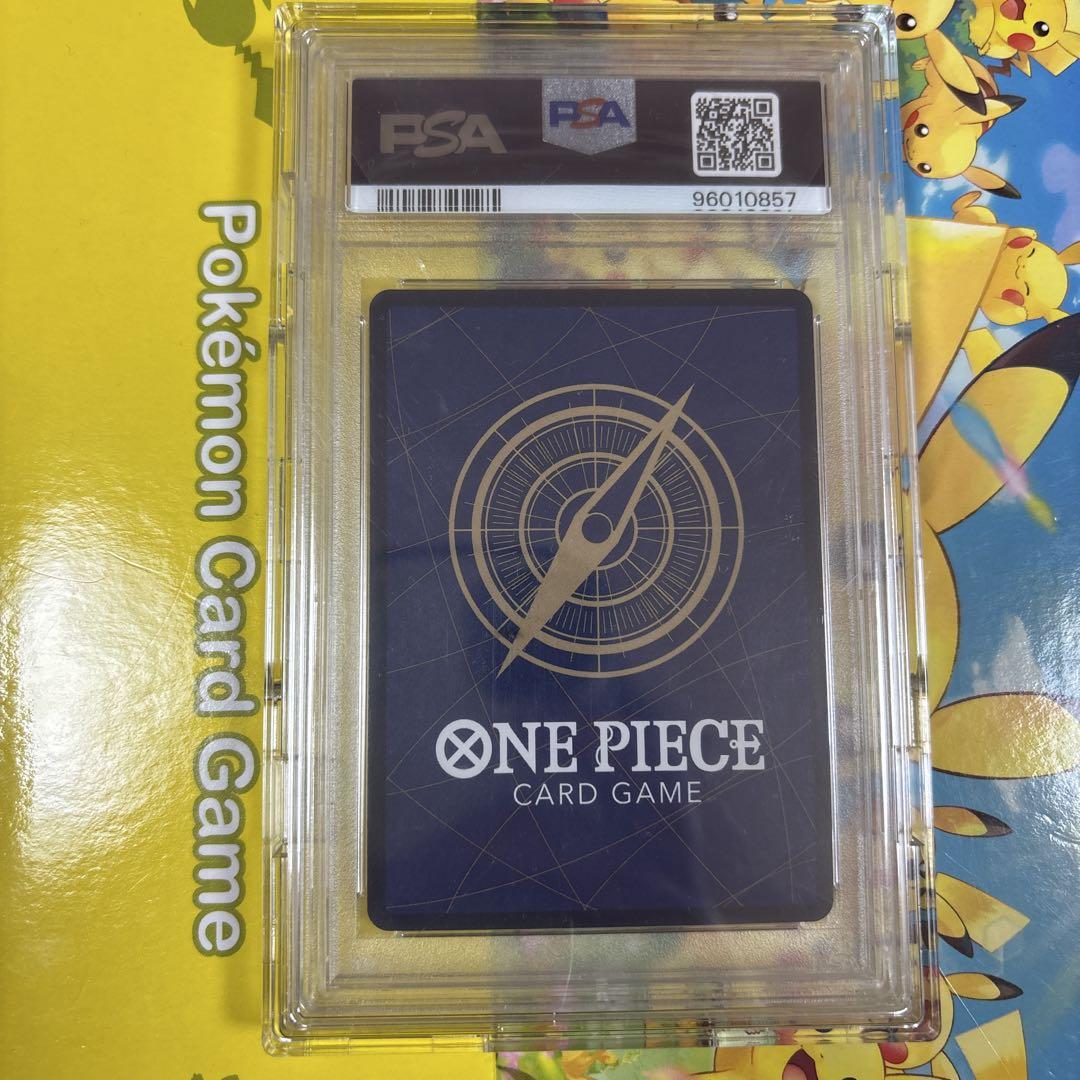 PSA
PSA
96010857
ONE PIECE
CARD GAME
Pokémon Card Game